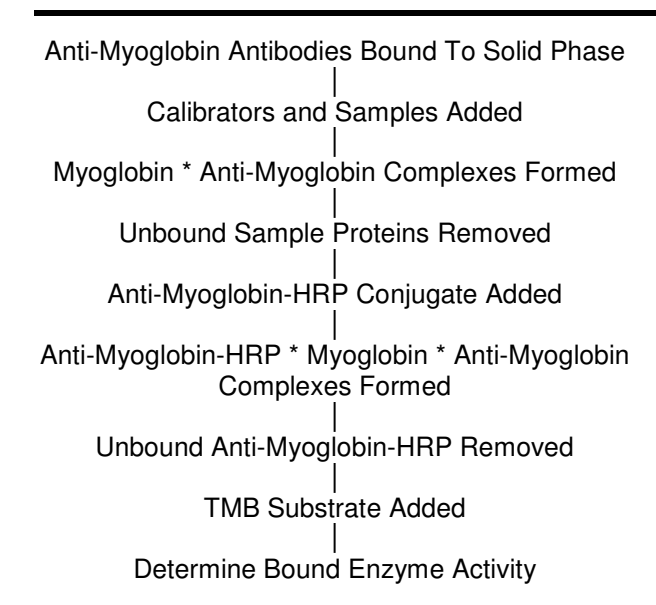 Anti-Myoglobin Antibodies Bound To Solid Phase
Calibrators and Samples Added
Myoglobin * Anti-Myoglobin Complexes Formed
Unbound Sample Proteins Removed
Anti-Myoglobin-HRP Conjugate Added
Anti-Myoglobin-HRP * Myoglobin * Anti-Myoglobin
Complexes Formed
Unbound Anti-Myoglobin-HRP Removed
TMB Substrate Added
Determine Bound Enzyme Activity